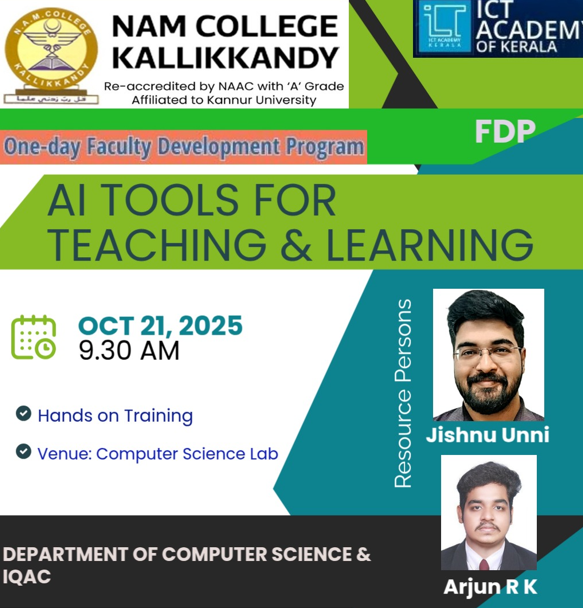 N.A.M.COLLEGE
KALLIKKANDY
NAM COLLEGE
KALLIKKANDY
Re-accredited by NAAC with ‘A’ Grade
Affiliated to Kannur University
ICT ACADEMY
KERALA
ICT
ACADEM
OF KERALA
FDP
One-day Faculty Development Program
AI TOOLS FOR
TEACHING & LEARNING
OCT 21, 2025
9.30 AM
Hands on Training
Venue: Computer Science Lab
Resource Persons
Jishnu Unni
Arjun R K
DEPARTMENT OF COMPUTER SCIENCE &
IQAC